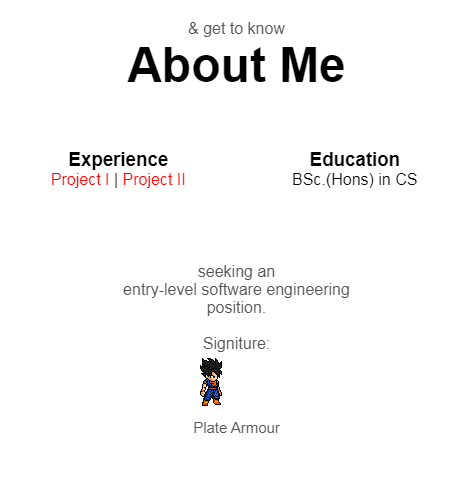 & get to know
About Me
Experience
Project I | Project II
Education
BSc.(Hons) in CS
seeking an
entry-level software engineering
position.
Signiture:
Plate Armour